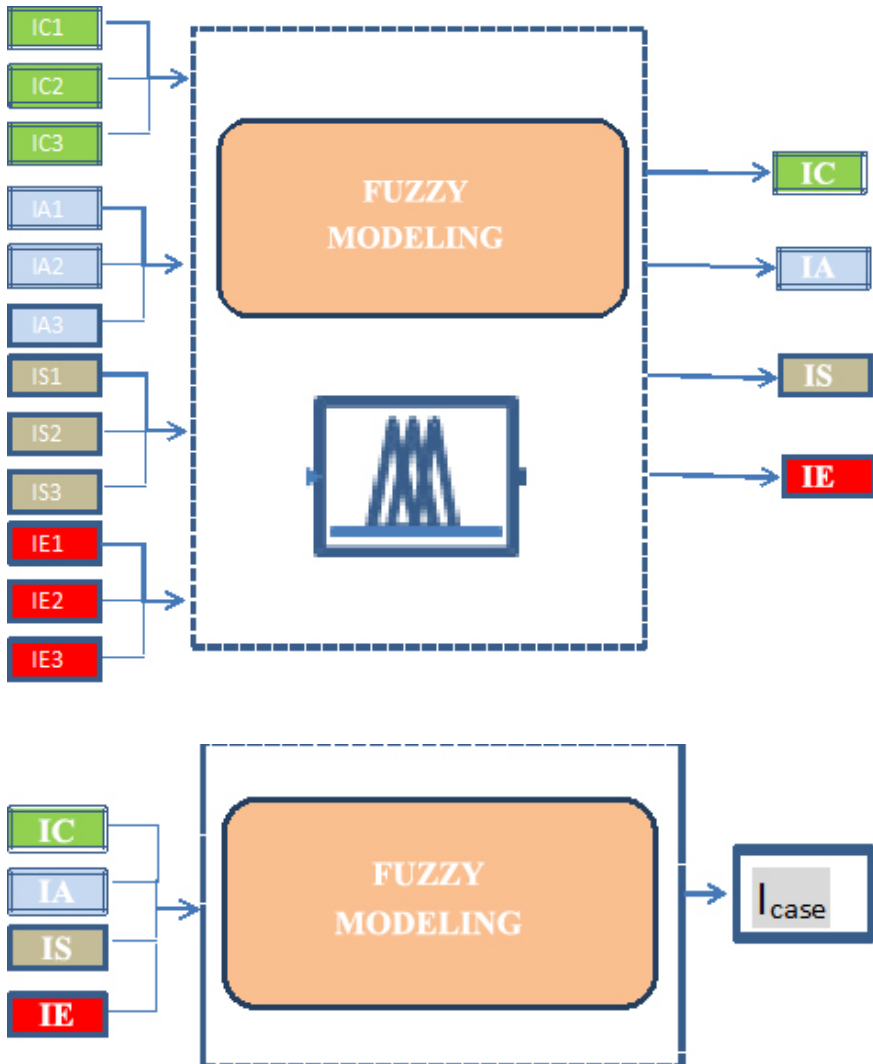 IC1
IC2
IC3
IA1
IA2
IA3
IS1
IS2
IS3
IE1
IE2
IE3
FUZZY
MODELING
IC
IA
IS
IE
IC
IA
IS
IE
FUZZY
MODELING
Icase